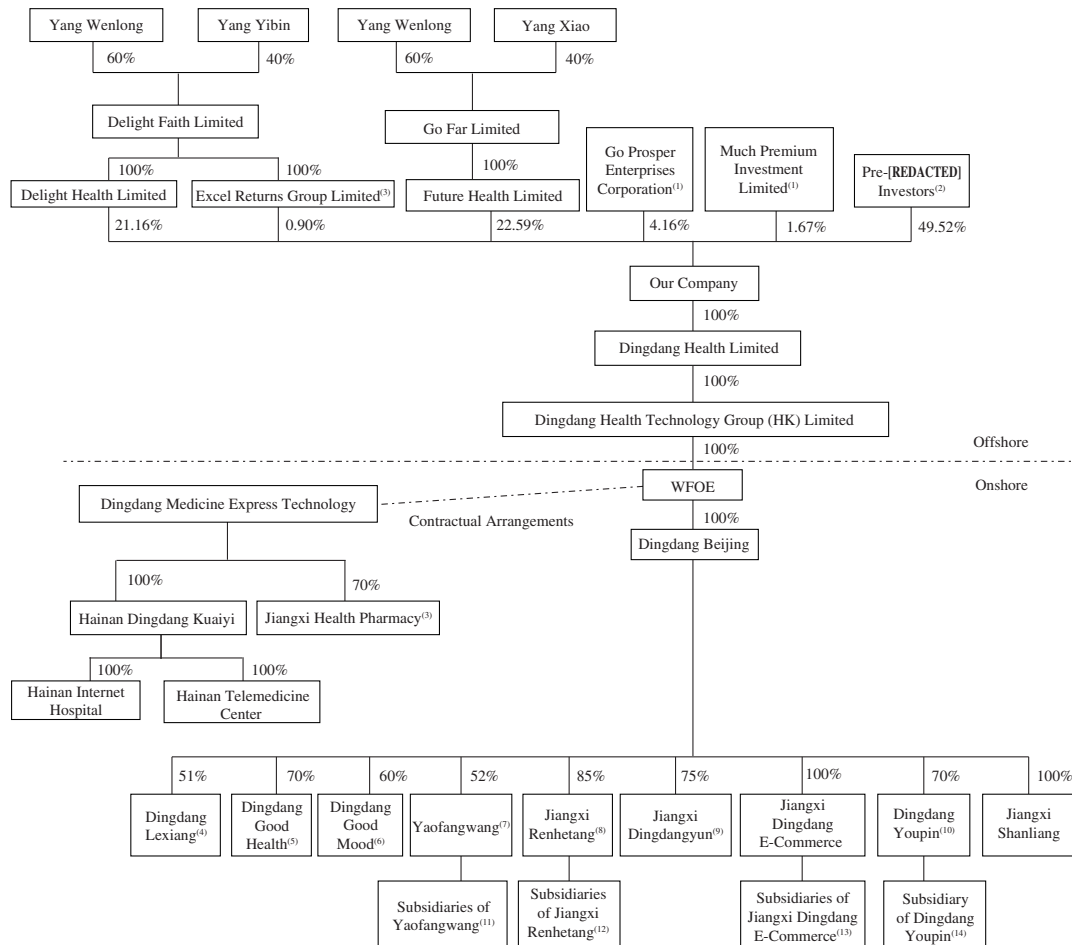 Yang Wenlong
Yang Yibin
Yang Wenlong
Yang Xiao
60%
40%
60%
40%
Delight Faith Limited
Go Far Limited
Go Prosper
Enterprises
Corporation(1)
Much Premium
Investment
Limited(1)
Pre-[REDACTED]
Investors(2)
100%
100%
100%
Delight Health Limited
Excel Returns Group Limited(3)
Future Health Limited
21.16%
0.90%
22.59%
4.16%
1.67%
49.52%
Our Company
100%
Dingdang Health Limited
100%
Dingdang Health Technology Group (HK) Limited
100%
Offshore
Onshore
WFOE
Dingdang Medicine Express Technology
Contractual Arrangements
100%
Dingdang Beijing
100%
70%
Hainan Dingdang Kuaiyi
Jiangxi Health Pharmacy(3)
100%
100%
Hainan Internet
Hospital
Hainan Telemedicine
Center
51%
70%
60%
52%
85%
75%
100%
70%
100%
Dingdang
Lexiang(4)
Dingdang
Good
Health(5)
Dingdang
Good
Mood(6)
Yaofangwang(7)
Jiangxi
Renhetang(8)
Jiangxi
Dingdangyun(9)
Jiangxi
Dingdang
E-Commerce
Dingdang
Youpin(10)
Jiangxi
Shanliang
Subsidiaries of
Yaofangwang(11)
Subsidiaries
of Jiangxi
Renhetang(12)
Subsidiaries of
Jiangxi Dingdang
E-Commerce(13)
Subsidiary
of Dingdang
Youpin(14)